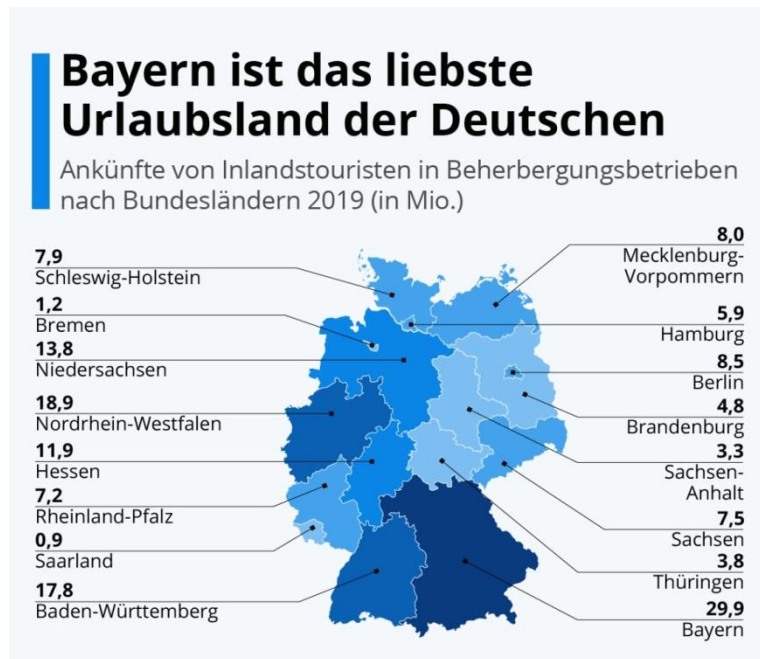 Bayern ist das liebste
Urlaubsland der Deutschen
Ankünfte von Inlandstouristen in Beherbergungsbetrieben
nach Bundesländern 2019 (in Mio.)
7,9
Schleswig-Holstein
1,2
Bremen
13,8
Niedersachsen
18,9
Nordrhein-Westfalen
11,9
Hessen
7,2
Rheinland-Pfalz
0,9
Saarland
17,8
Baden-Württemberg
8,0
Mecklenburg-
Vorpommern
5,9
Hamburg
8,5
Berlin
4,8
Brandenburg
3,3
Sachsen-
Anhalt
7,5
Sachsen
3,8
Thüringen
29,9
Bayern